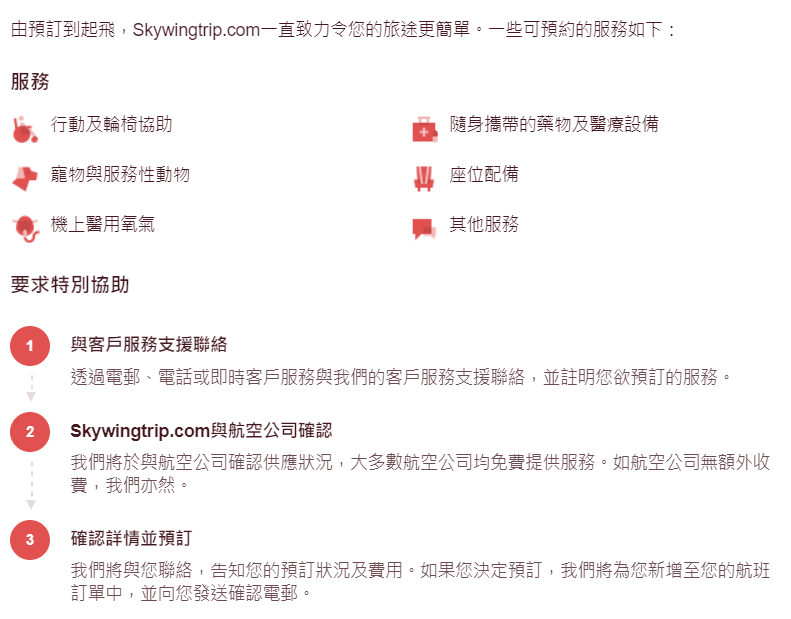 由預訂到起飛，Skywingtrip.com一直致力令您的旅途更簡單。一些可預約的服務如下：
服務
行動及輪椅協助
隨身攜帶的藥物及醫療設備
寵物與服務性動物
座位配備
機上醫用氧氣
其他服務
要求特別協助
1
與客戶服務支援聯絡
透過電郵、電話或即時客戶服務與我們的客戶服務支援聯絡，並註明您欲預訂的服務。
2
Skywingtrip.com與航空公司確認
我們將於與航空公司確認供應狀況，大多數航空公司均免費提供服務。如航空公司無額外收
費，我們亦然。
3
確認詳情並預訂
我們將與您聯絡，告知您的預訂狀況及費用。如果您決定預訂，我們將為您新增至您的航班
訂單中，並向您發送確認電郵。